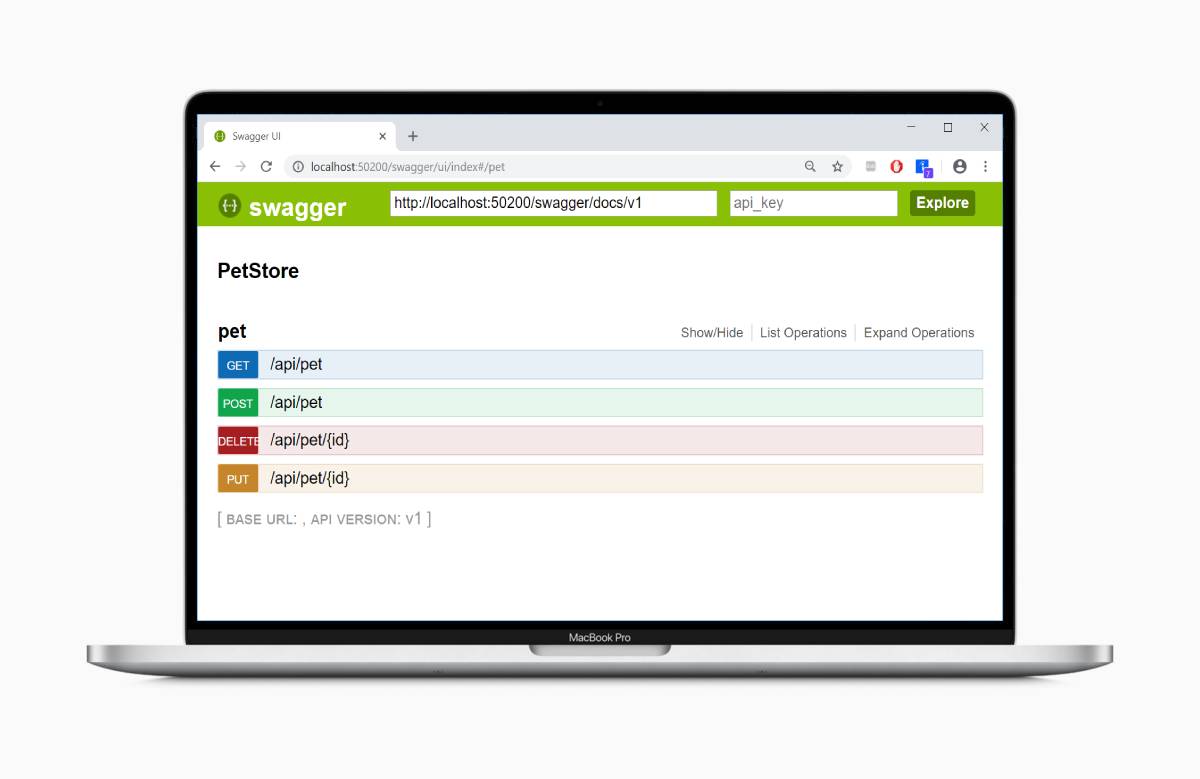 Swagger UI
localhost:50200/swagger/ui/index#/pet
7
swagger
http://localhost:50200/swagger/docs/v1
api_key
Explore
PetStore
pet
Show/Hide
List Operations
Expand Operations
GET /api/pet
POST /api/pet
DELETE /api/pet/{id}
PUT /api/pet/{id}
[ BASE URL: , API VERSION: V1 ]
MacBook Pro